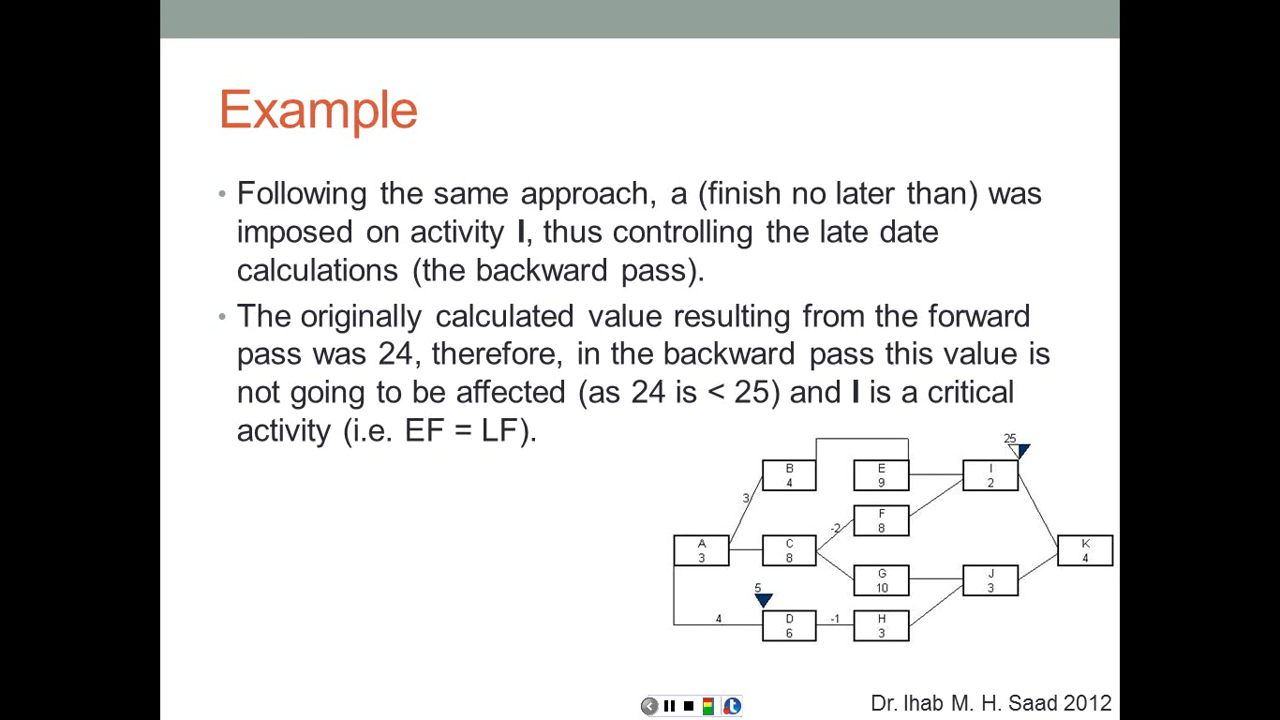 Example
• Following the same approach, a (finish no later than) was
imposed on activity I, thus controlling the late date
calculations (the backward pass).
• The originally calculated value resulting from the forward
pass was 24, therefore, in the backward pass this value is
not going to be affected (as 24 is < 25) and I is a critical
activity (i.e. EF = LF).
25
B
4
E
9
I
2
3
F
8
-2
A
3
C
8
K
4
G
10
J
3
5
4
D
6
-1
H
3
Dr. Ihab M. H. Saad 2012